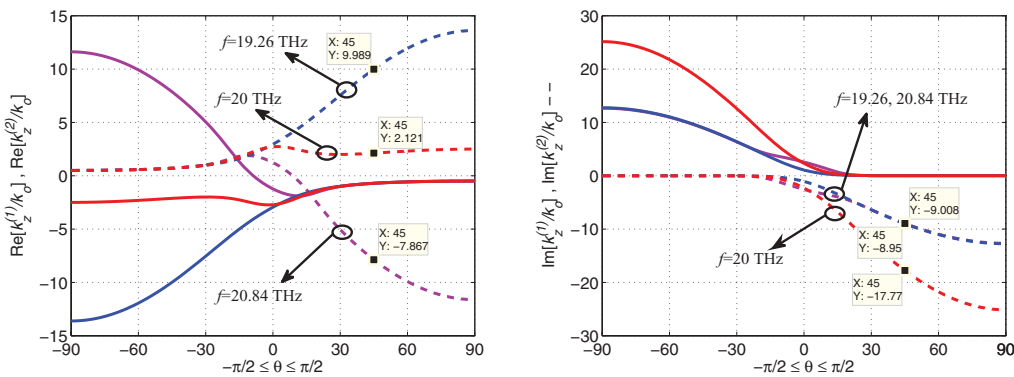 Re[k_z^(1)/k_o] , Re[k_z^(2)/k_o]
15
10
5
0
−5
−10
−15
f=19.26 THz
X: 45
Y: 9.989
f=20 THz
X: 45
Y: 2.121
X: 45
Y: −7.867
f=20.84 THz
−90
−60
−30
0
30
60
90
−π/2 ≤ θ ≤ π/2
Im[k_z^(1)/k_o] , Im[k_z^(2)/k_o] − −
30
20
10
0
−10
−20
−30
f=19.26, 20.84 THz
X: 45
Y: −9.008
X: 45
Y: −8.95
f=20 THz
X: 45
Y: −17.77
−90
−60
−30
0
30
60
90
−π/2 ≤ θ ≤ π/2